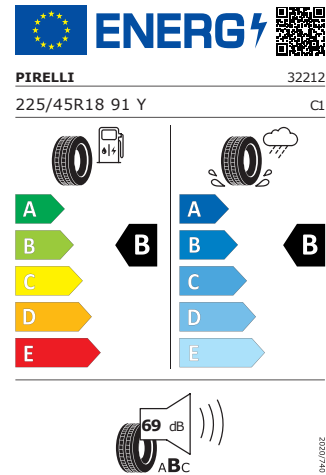 ENERG
PIRELLI 32212
225/45R18 91 Y C1
A A
B B B B
C C
D D
E E
69 dB
ABC
2020/740